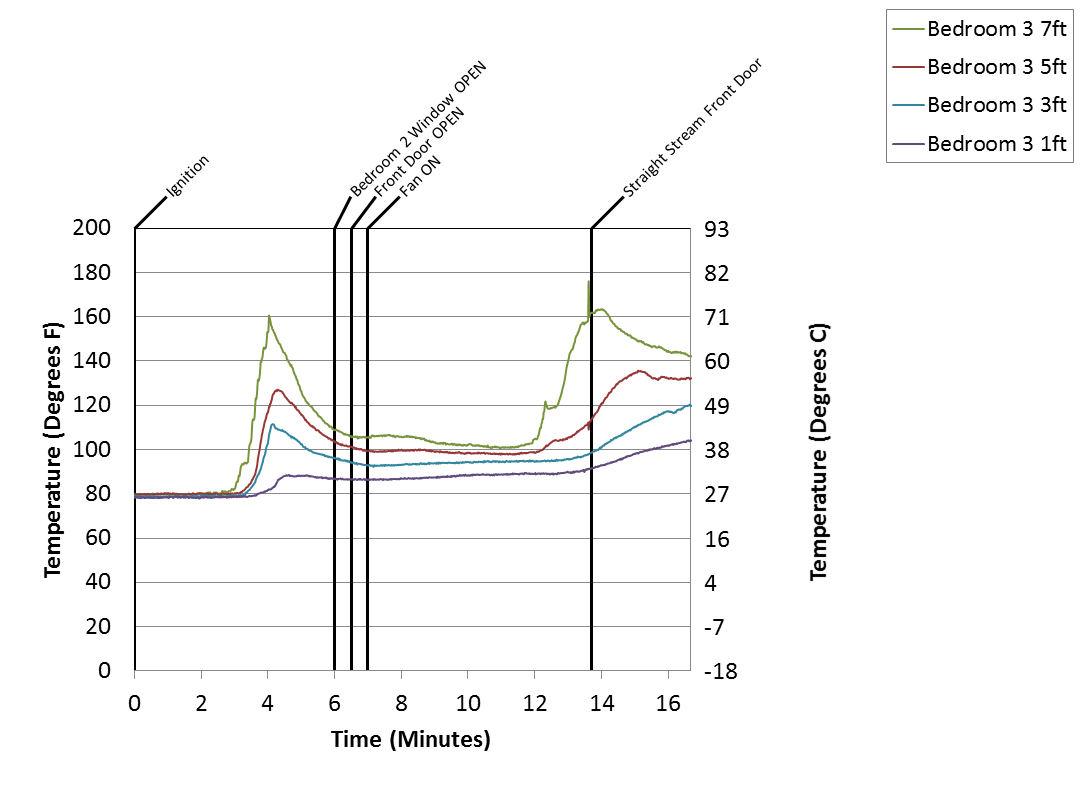 Bedroom 3 7ft
Bedroom 3 5ft
Bedroom 3 3ft
Bedroom 3 1ft
Ignition
Bedroom 2 Window OPEN
Front Door OPEN
Fan ON
Straight Stream Front Door
200
180
160
140
120
100
80
60
40
20
0
Temperature (Degrees F)
93
82
71
60
49
38
27
16
4
-7
-18
Temperature (Degrees C)
0 2 4 6 8 10 12 14 16
Time (Minutes)